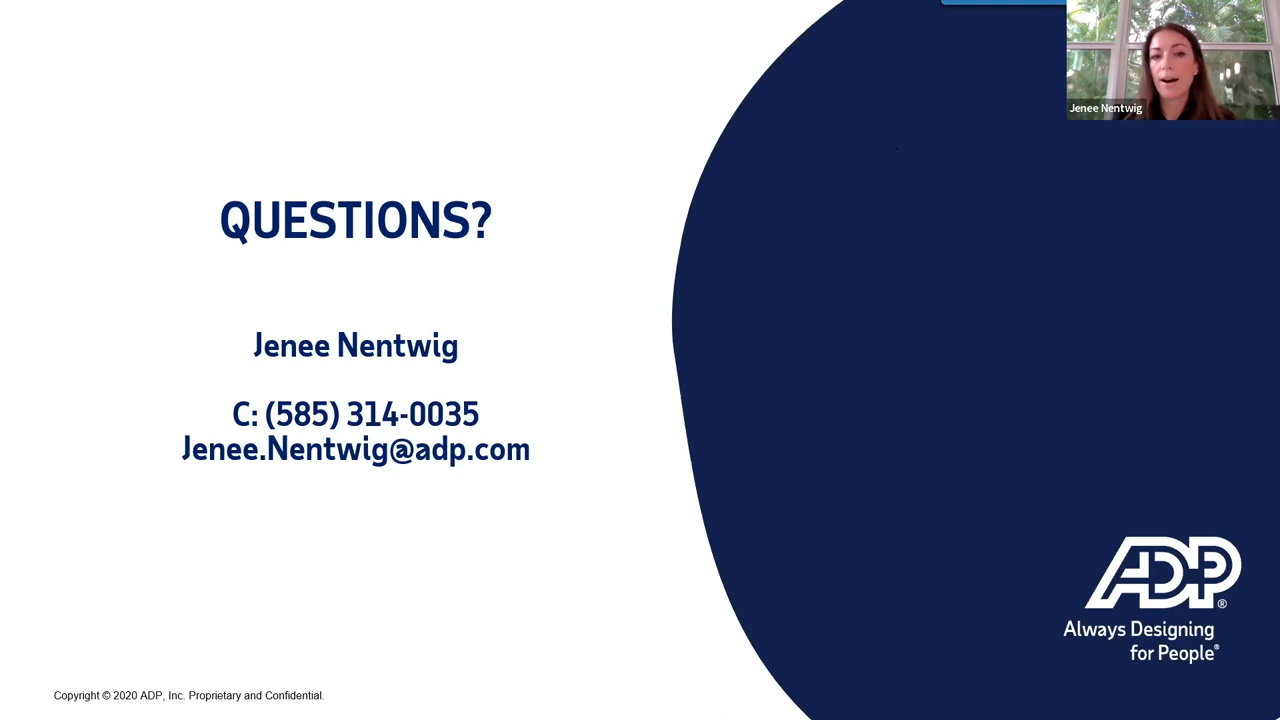 Jenee Nentwig
QUESTIONS?
Jenee Nentwig
C: (585) 314-0035
Jenee.Nentwig@adp.com
ADP®
Always Designing
for People®
Copyright © 2020 ADP, Inc. Proprietary and Confidential.